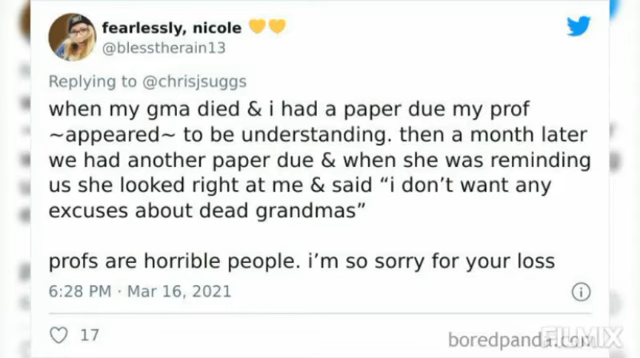 fearlessly, nicole 💛💛
@blesstherain13
Replying to @chrisjsuggs
when my gma died & i had a paper due my prof
~appeared~ to be understanding. then a month later
we had another paper due & when she was reminding
us she looked right at me & said “i don’t want any
excuses about dead grandmas”
profs are horrible people. i’m so sorry for your loss
6:28 PM · Mar 16, 2021
17
boredpanda.com
FILMIX